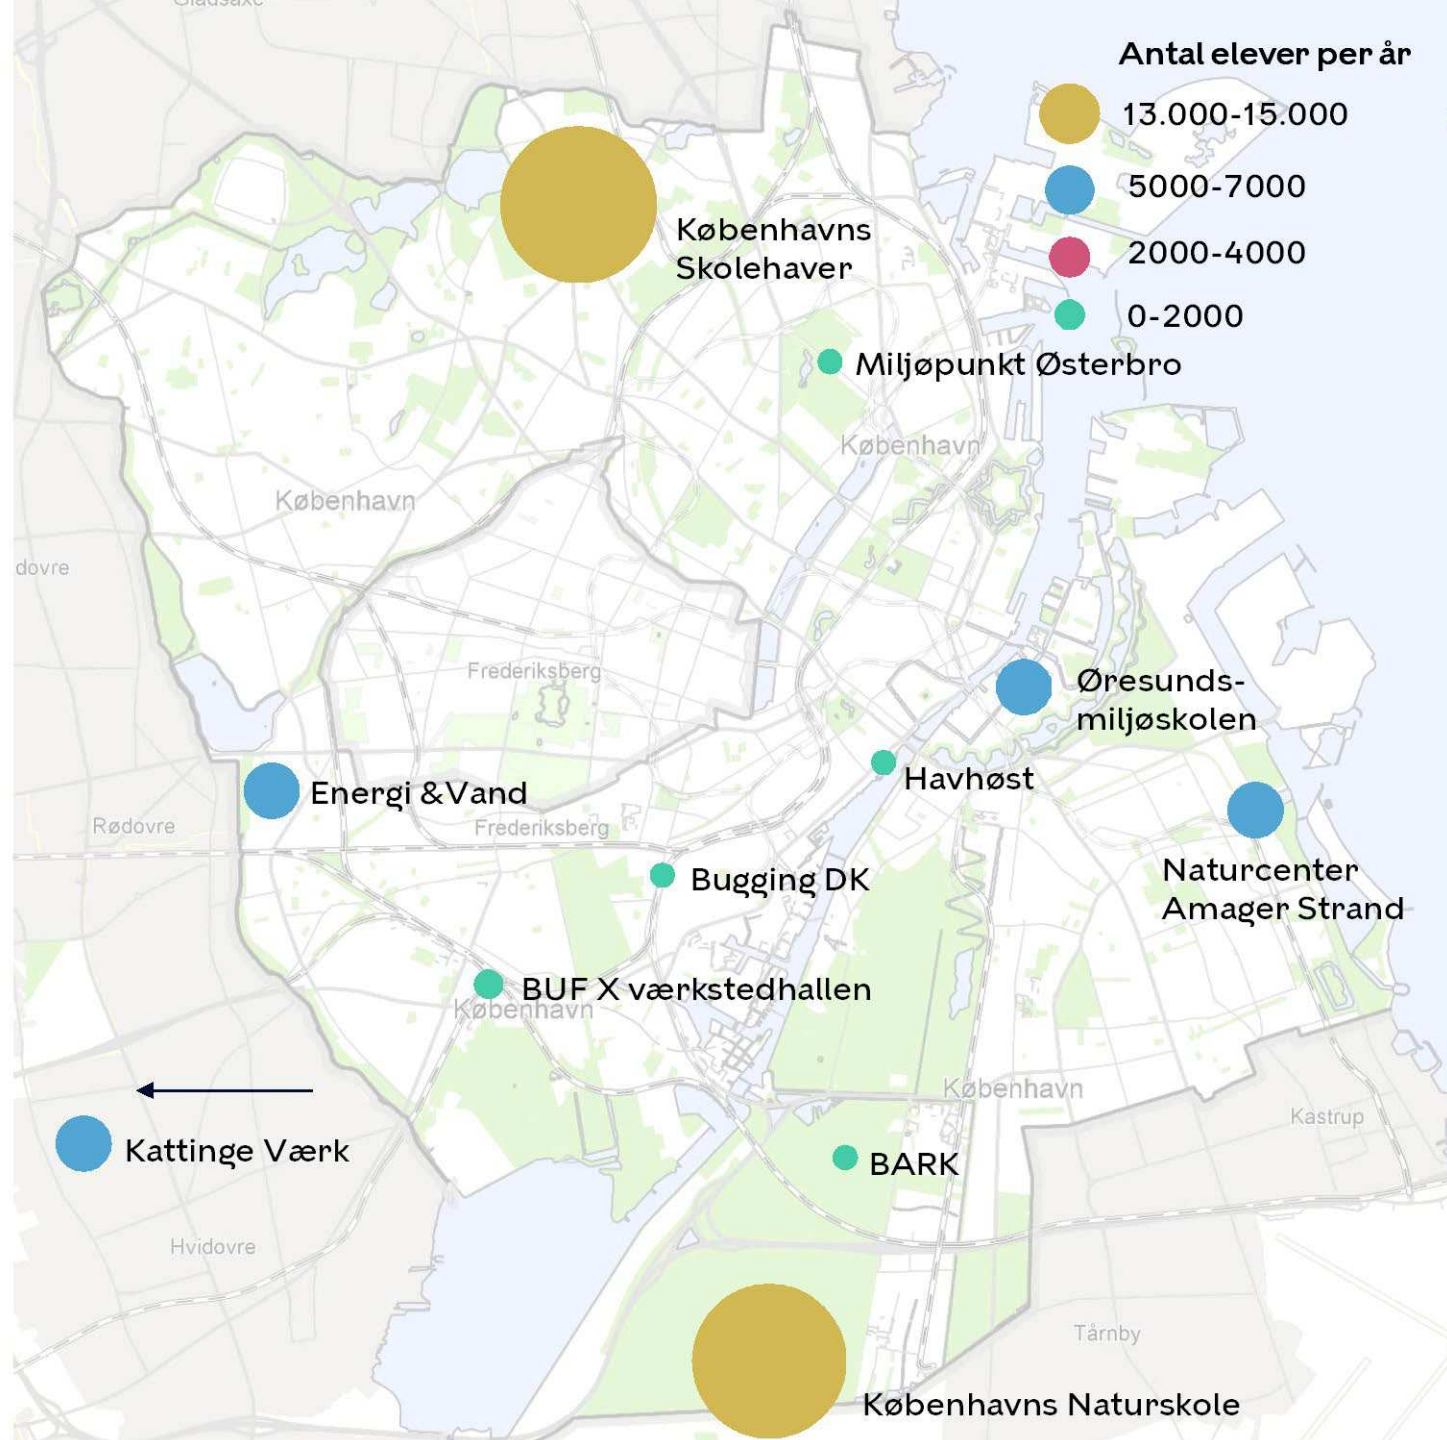 Gladsaxe
Antal elever per år
13.000-15.000
5000-7000
2000-4000
0-2000
Københavns
Skolehaver
Miljøpunkt Østerbro
København
København
dovre
Frederiksberg
Øresunds-
miljøskolen
Havhøst
Energi &Vand
Rødovre
Frederiksberg
Naturcenter
Amager Strand
Bugging DK
BUF X værkstedhallen
København
København
Kastrup
Kattinge Værk
BARK
Hvidovre
Tårnby
Københavns Naturskole